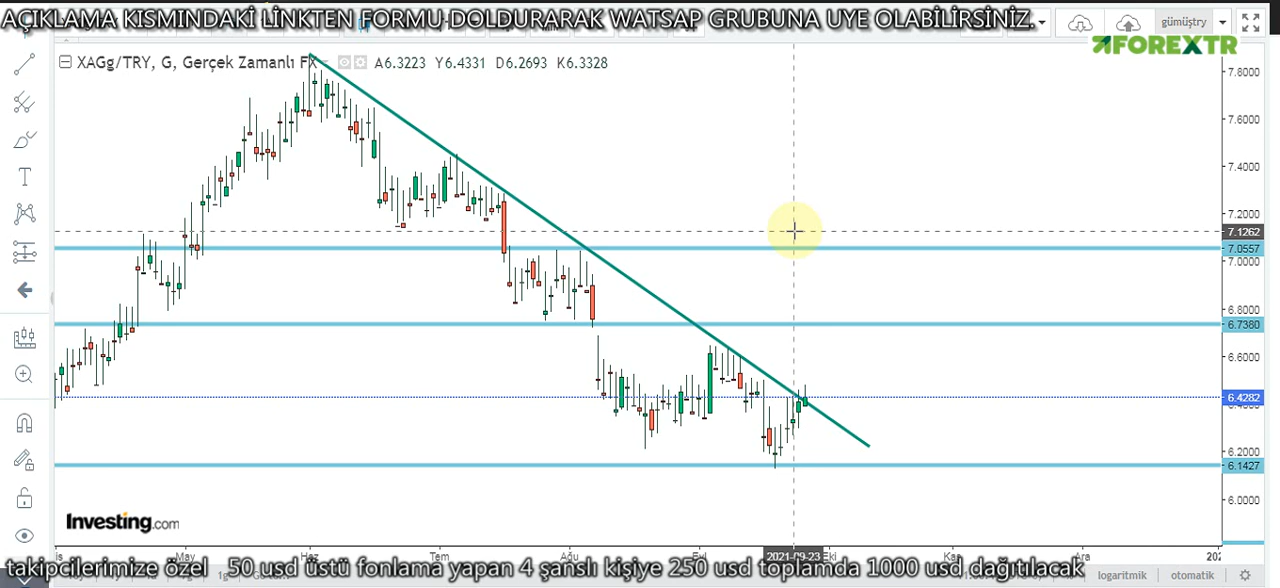 AÇIKLAMA KISMINDAKİ LİNKTEN FORMU DOLDURARAK WATSAP GRUBUNA UYE OLABİLİRSİNİZ.
gümüştry
FOREXTR
XAGg/TRY, G, Gerçek Zamanlı FX A6.3223 Y6.4331 D6.2693 K6.3328
7.8000
7.6000
7.4000
7.2000
7.1262
7.0557
7.0000
6.8000
6.7380
6.6000
6.4282
6.2000
6.1427
6.0000
Investing.com
May Haz Tem Ağu Eyl 2021-09-23 Eki Kas Ara 202
takipcilerimize özel 50 usd üstü fonlama yapan 4 şanslı kişiye 250 usd toplamda 1000 usd dağıtılacak
logaritmik otomatik